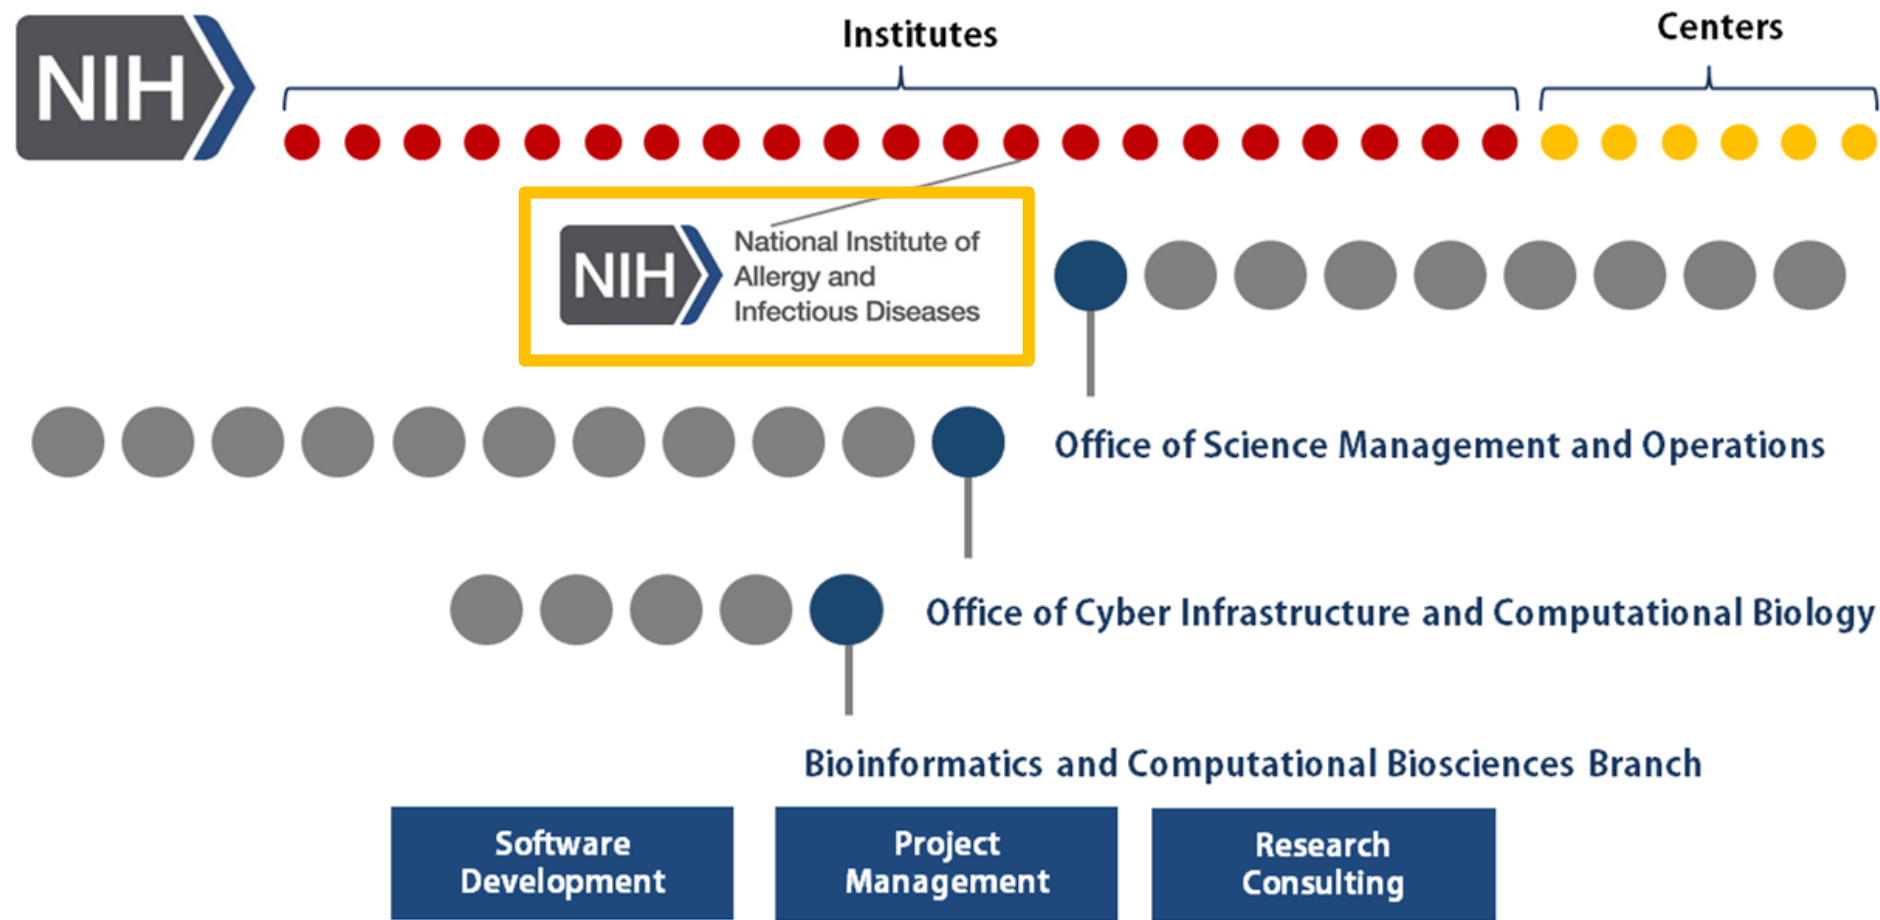 NIH
Institutes
Centers
NIH
National Institute of
Allergy and
Infectious Diseases
Office of Science Management and Operations
Office of Cyber Infrastructure and Computational Biology
Bioinformatics and Computational Biosciences Branch
Software
Development
Project
Management
Research
Consulting